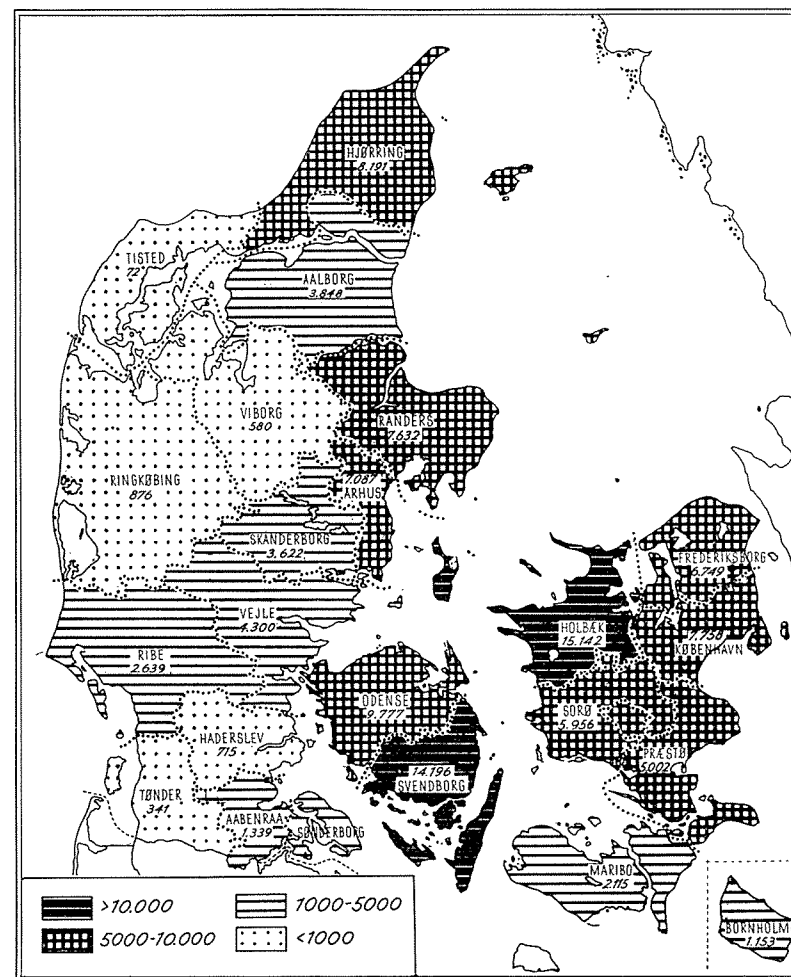 HJØRRING
8.191
TISTED
72
AALBORG
3.848
VIBORG
580
RANDERS
7.632
RINGKØBING
876
7.087
ARHUS
SKANDERBORG
3.622
FREDERIKSBORG
6.749
VEJLE
4.300
HOLBÆK
15.142
7.758
KØBENHAVN
RIBE
2.639
ODENSE
9.777
SORØ
5.956
HADERSLEV
715
PRÆSTØ
5002
14.196
SVENDBORG
TØNDER
341
AABENRAA
1.339
SØNDERBORG
MARIBO
2.115
BORNHOLM
1.153
>10.000
1000-5000
5000-10.000
<1000